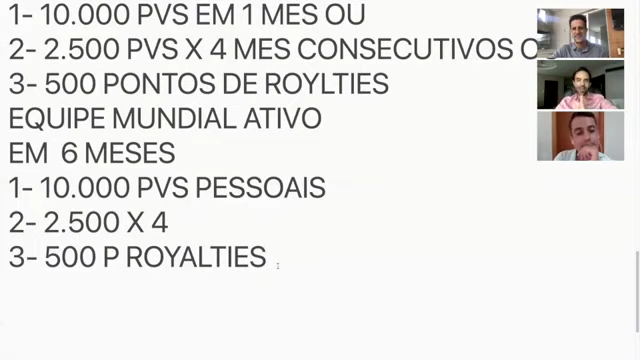 1- 10.000 PVS EM 1 MES OU
2- 2.500 PVS X 4 MES CONSECUTIVOS O
3- 500 PONTOS DE ROYLTIES
EQUIPE MUNDIAL ATIVO
EM 6 MESES
1- 10.000 PVS PESSOAIS
2- 2.500 X 4
3- 500 P ROYALTIES